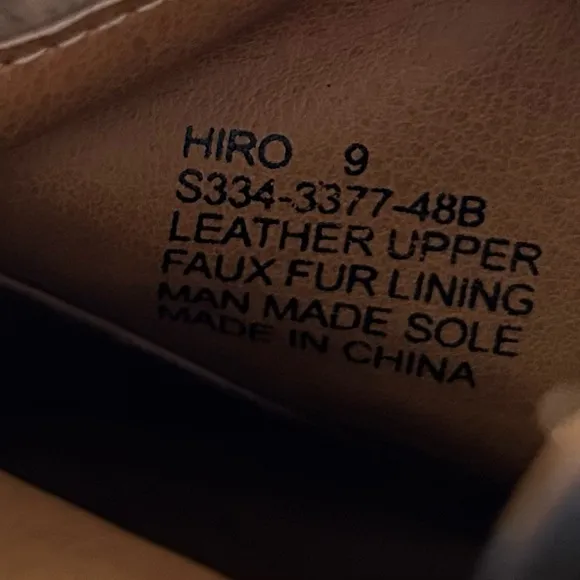 HIRO 9
S334-3377-48B
LEATHER UPPER
FAUX FUR LINING
MAN MADE SOLE
MADE IN CHINA